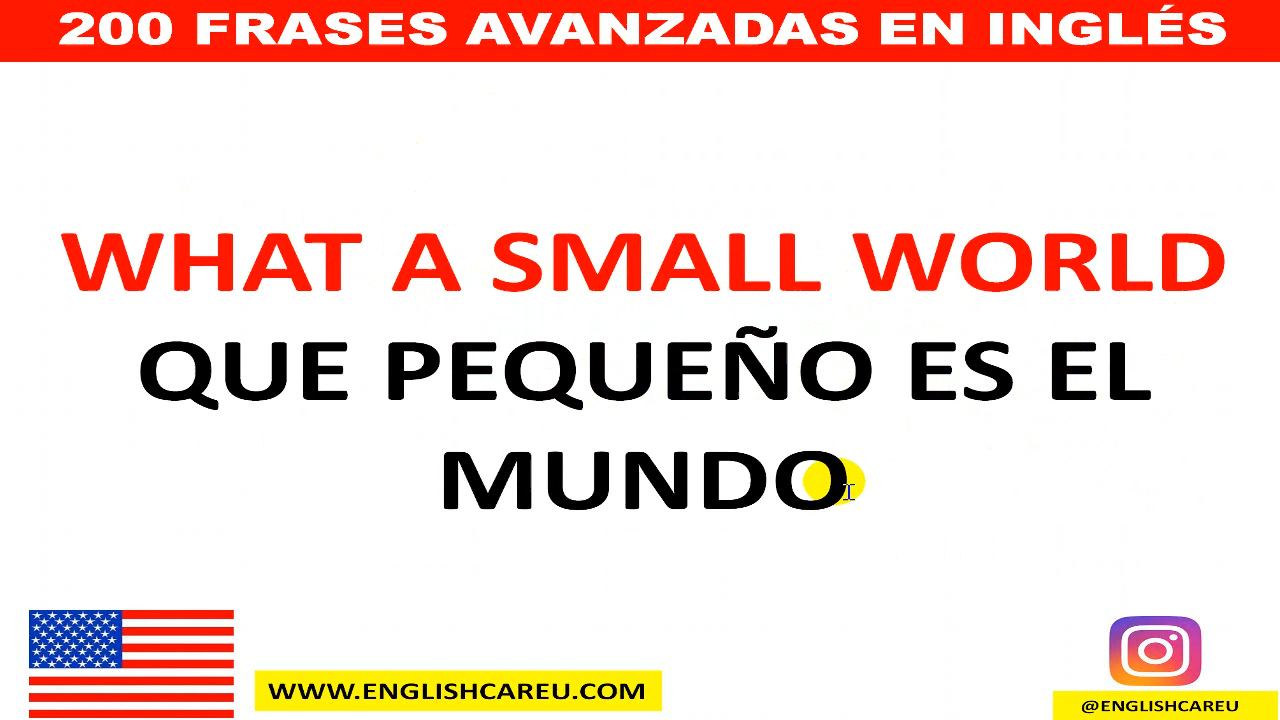 200 FRASES AVANZADAS EN INGLÉS
WHAT A SMALL WORLD
QUE PEQUEÑO ES EL
MUNDO
WWW.ENGLISHCAREU.COM
@ENGLISHCAREU